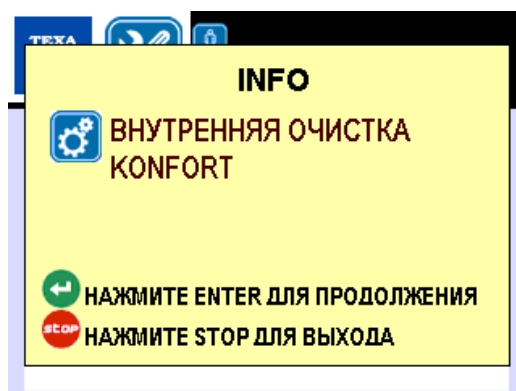 TEXA
INFO
ВНУТРЕННЯЯ ОЧИСТКА
KONFORT
НАЖМИТЕ ENTER ДЛЯ ПРОДОЛЖЕНИЯ
stop НАЖМИТЕ STOP ДЛЯ ВЫХОДА